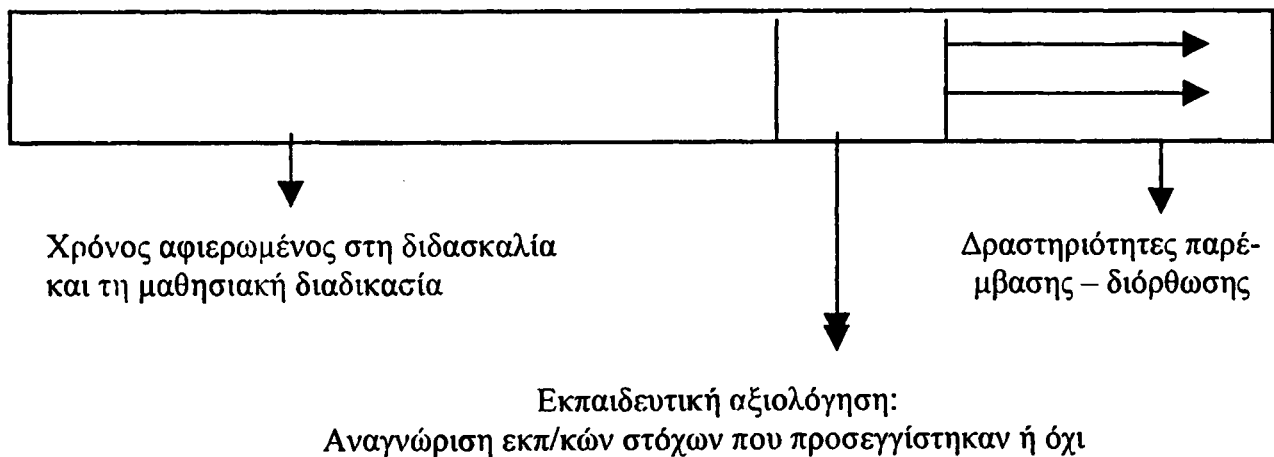 Χρόνος αφιερωμένος στη διδασκαλία
και τη μαθησιακή διαδικασία
Δραστηριότητες παρέ-
μβασης – διόρθωσης
Εκπαιδευτική αξιολόγηση:
Αναγνώριση εκπ/κών στόχων που προσεγγίστηκαν ή όχι